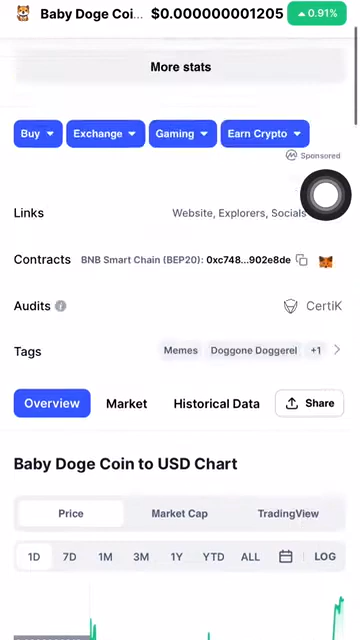 Baby Doge Coi... $0.000000001205 0.91%
More stats
Buy Exchange Gaming Earn Crypto
Sponsored
Links Website, Explorers, Socials
Contracts BNB Smart Chain (BEP20): 0xc748...902e8de
Audits CertiK
Tags Memes Doggone Doggerel +1
Overview Market Historical Data Share
Baby Doge Coin to USD Chart
Price Market Cap TradingView
1D 7D 1M 3M 1Y YTD ALL LOG